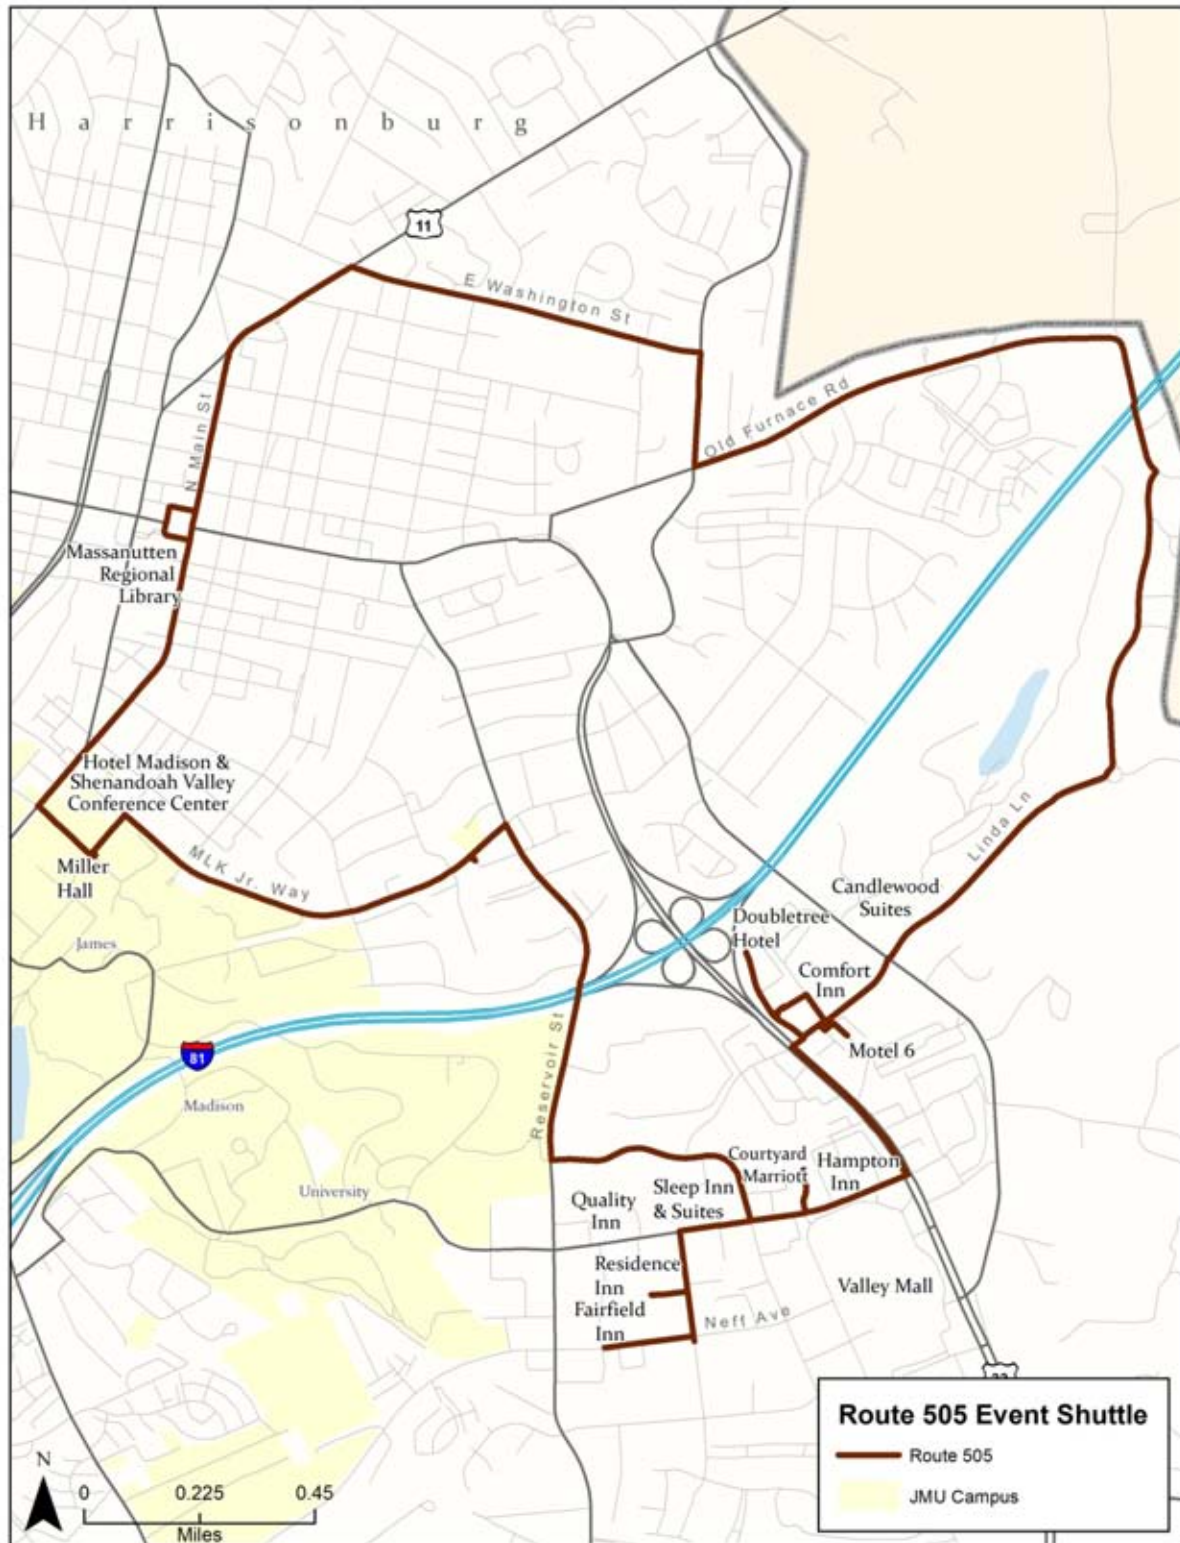 Harrisonburg
11
E Washington St
Old Furnace Rd
N Main St
Massanutten
Regional
Library
Hotel Madison &
Shenandoah Valley
Conference Center
Miller
Hall
MLK Jr. Way
James
Linda Ln
Candlewood
Suites
Doubletree
Hotel
Comfort
Inn
Motel 6
Reservoir St
81
Madison
University
Courtyard
Marriott
Hampton
Inn
Sleep Inn
& Suites
Quality
Inn
Residence
Inn
Fairfield
Inn
Valley Mall
Neff Ave
Route 505 Event Shuttle
Route 505
JMU Campus
N
0 0.225 0.45
Miles